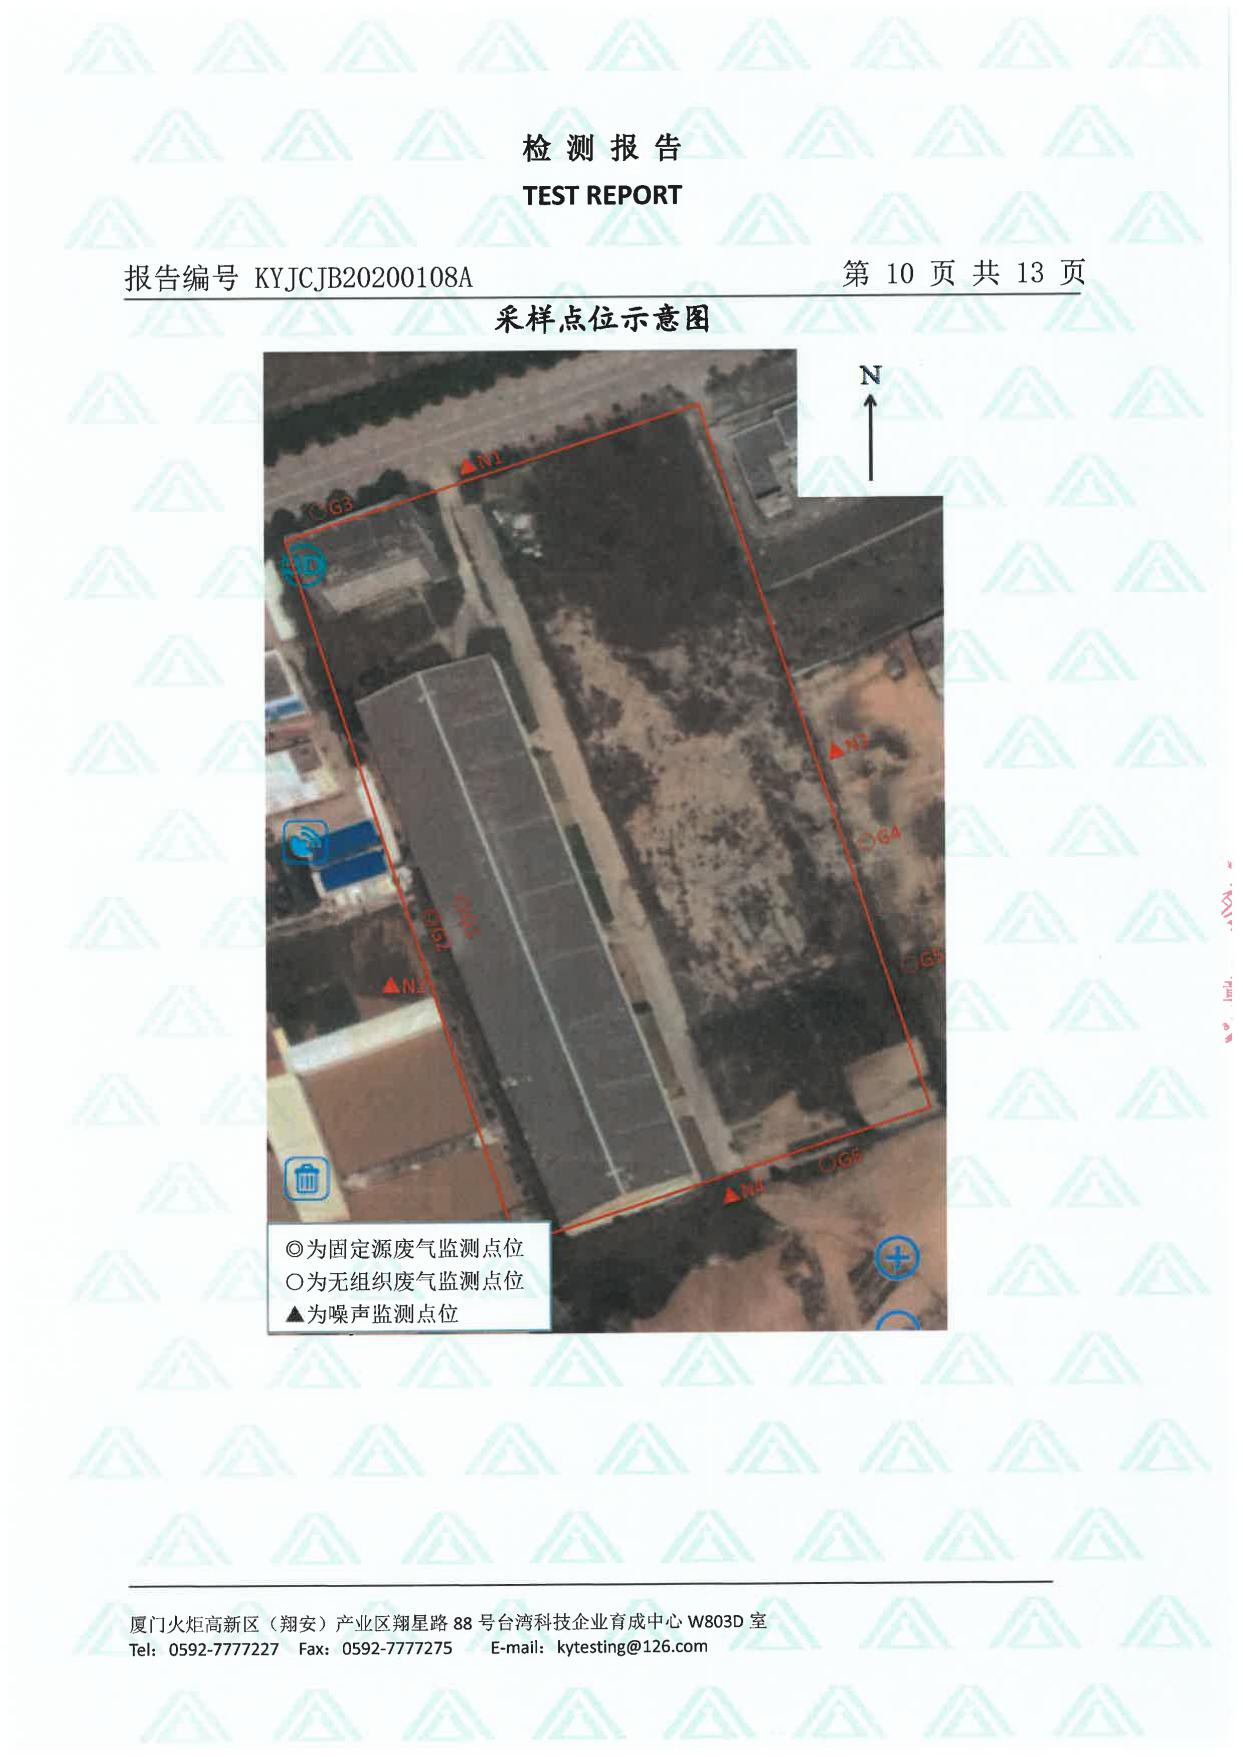 检测报告
TEST REPORT
报告编号 KYJCJB20200108A
第 10 页 共 13 页
采样点位示意图
N
▲N1
○G3
▲N3
○G4
◎G2
○G5
▲N
○G6
▲N4
◎为固定源废气监测点位
○为无组织废气监测点位
▲为噪声监测点位
厦门火炬高新区（翔安）产业区翔星路 88 号台湾科技企业育成中心 W803D 室
Tel: 0592-7777227 Fax: 0592-7777275 E-mail: kytesting@126.com